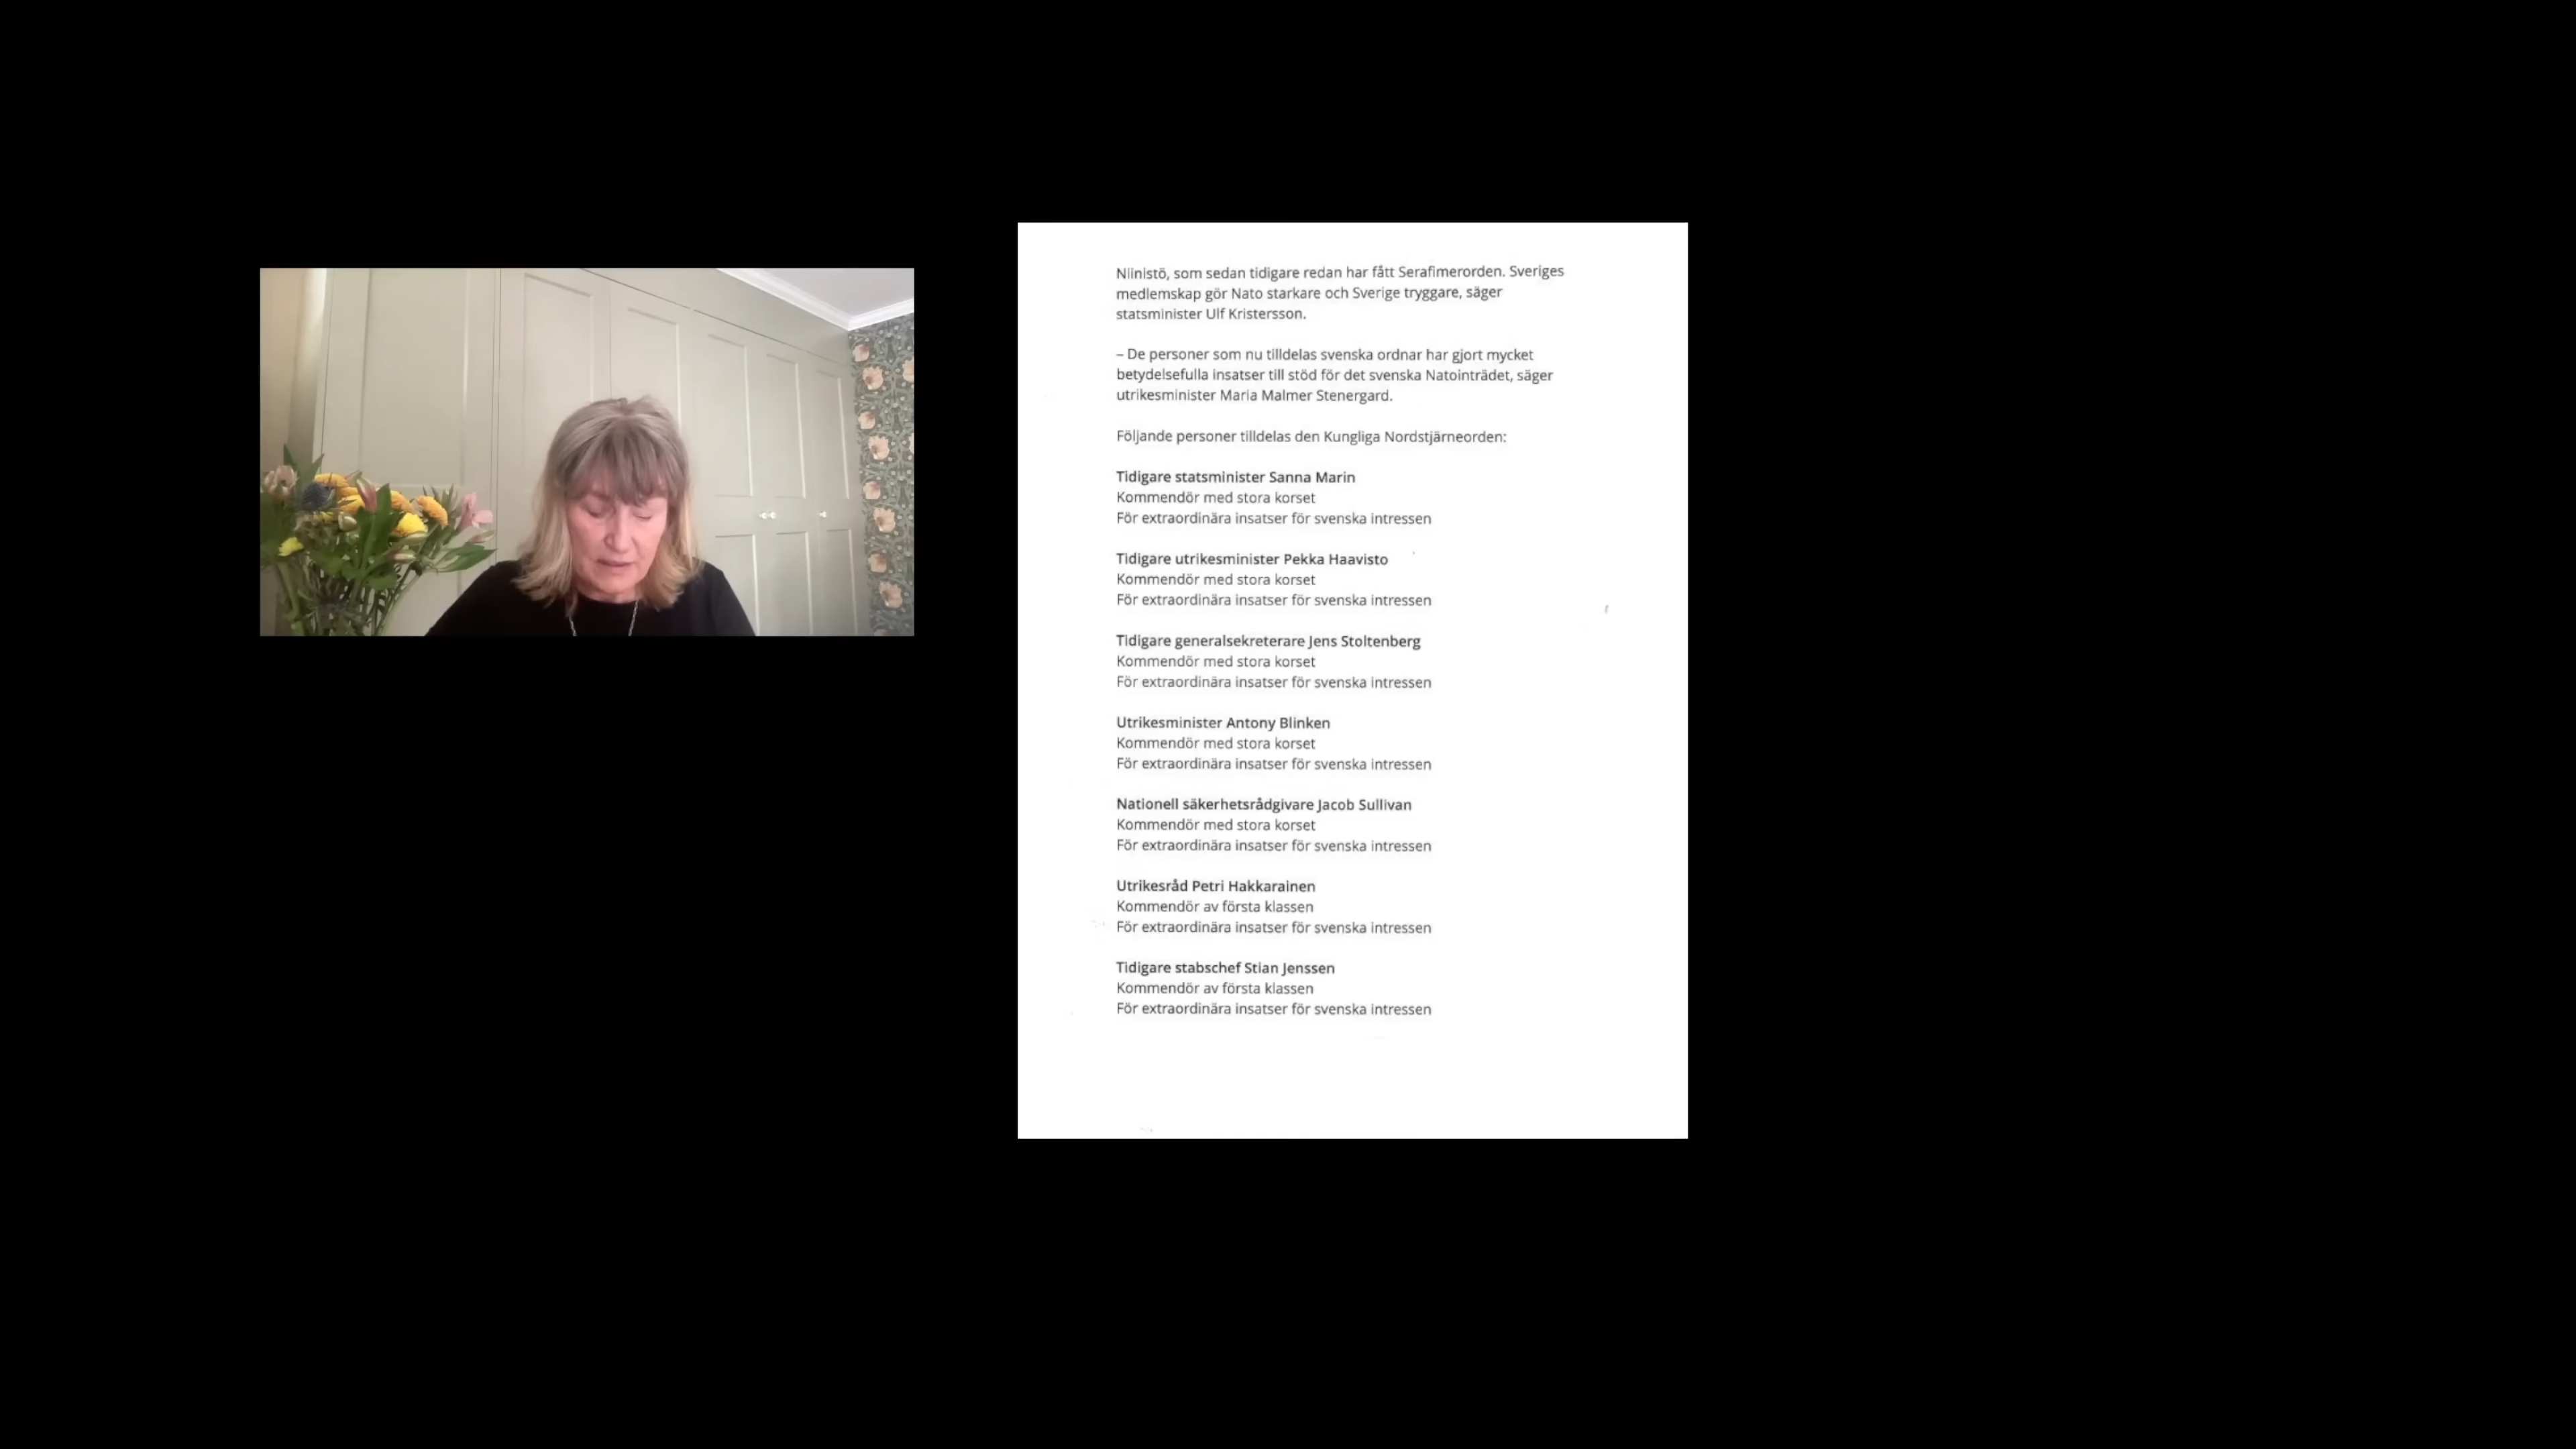 Niinistö, som sedan tidigare redan har fått Serafimerorden. Sveriges
medlemskap gör Nato starkare och Sverige tryggare, säger
statsminister Ulf Kristersson.
– De personer som nu tilldelas svenska ordnar har gjort mycket
betydelsefulla insatser till stöd för det svenska Natointrädet, säger
utrikesminister Maria Malmer Stenergard.
Följande personer tilldelas den Kungliga Nordstjärneorden:
Tidigare statsminister Sanna Marin
Kommendör med stora korset
För extraordinära insatser för svenska intressen
Tidigare utrikesminister Pekka Haavisto
Kommendör med stora korset
För extraordinära insatser för svenska intressen
Tidigare generalsekreterare Jens Stoltenberg
Kommendör med stora korset
För extraordinära insatser för svenska intressen
Utrikesminister Antony Blinken
Kommendör med stora korset
För extraordinära insatser för svenska intressen
Nationell säkerhetsrådgivare Jacob Sullivan
Kommendör med stora korset
För extraordinära insatser för svenska intressen
Utrikesråd Petri Hakkarainen
Kommendör av första klassen
För extraordinära insatser för svenska intressen
Tidigare stabschef Stian Jenssen
Kommendör av första klassen
För extraordinära insatser för svenska intressen